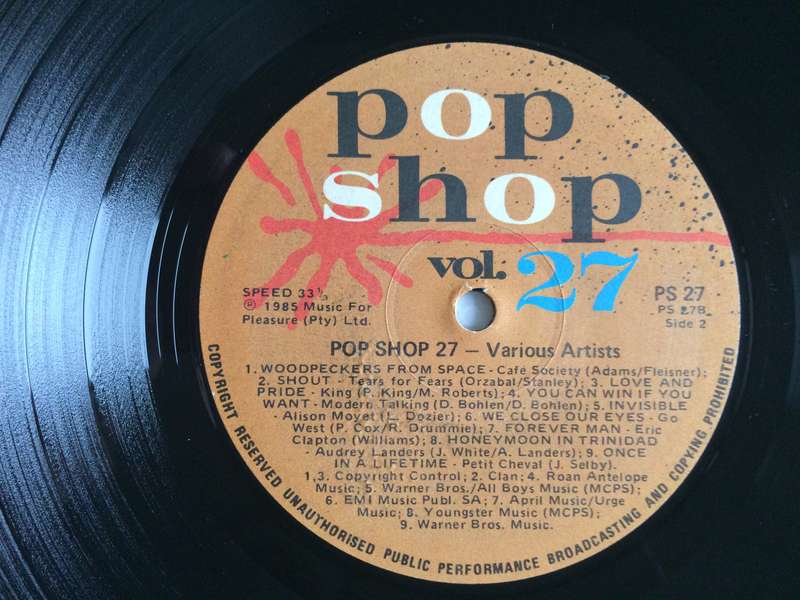 pop
shop
vol. 27
SPEED 33⅓
℗ 1985 Music For
Pleasure (Pty) Ltd.
PS 27
PS 27B
Side 2
POP SHOP 27 — Various Artists
1. WOODPECKERS FROM SPACE - Café Society (Adams/Fleisner);
2. SHOUT - Tears for Fears (Orzabal/Stanley); 3. LOVE AND
PRIDE - King (P. King/M. Roberts); 4. YOU CAN WIN IF YOU
WANT - Modern Talking (D. Bohlen/D. Bohlen); 5. INVISIBLE
- Alison Moyet (L. Dozier); 6. WE CLOSE OUR EYES - Go
West (P. Cox/R. Drummie); 7. FOREVER MAN - Eric
Clapton (Williams); 8. HONEYMOON IN TRINIDAD
- Audrey Landers (J. White/A. Landers); 9. ONCE
IN A LIFETIME - Petit Cheval (J. Selby).
1,3. Copyright Control; 2. Clan; 4. Roan Antelope
Music; 5. Warner Bros./All Boys Music (MCPS);
6. EMI Music Publ. SA; 7. April Music/Urge
Music; 8. Youngster Music (MCPS);
9. Warner Bros. Music.
COPYRIGHT RESERVED UNAUTHORISED PUBLIC PERFORMANCE BROADCASTING AND COPYING PROHIBITED